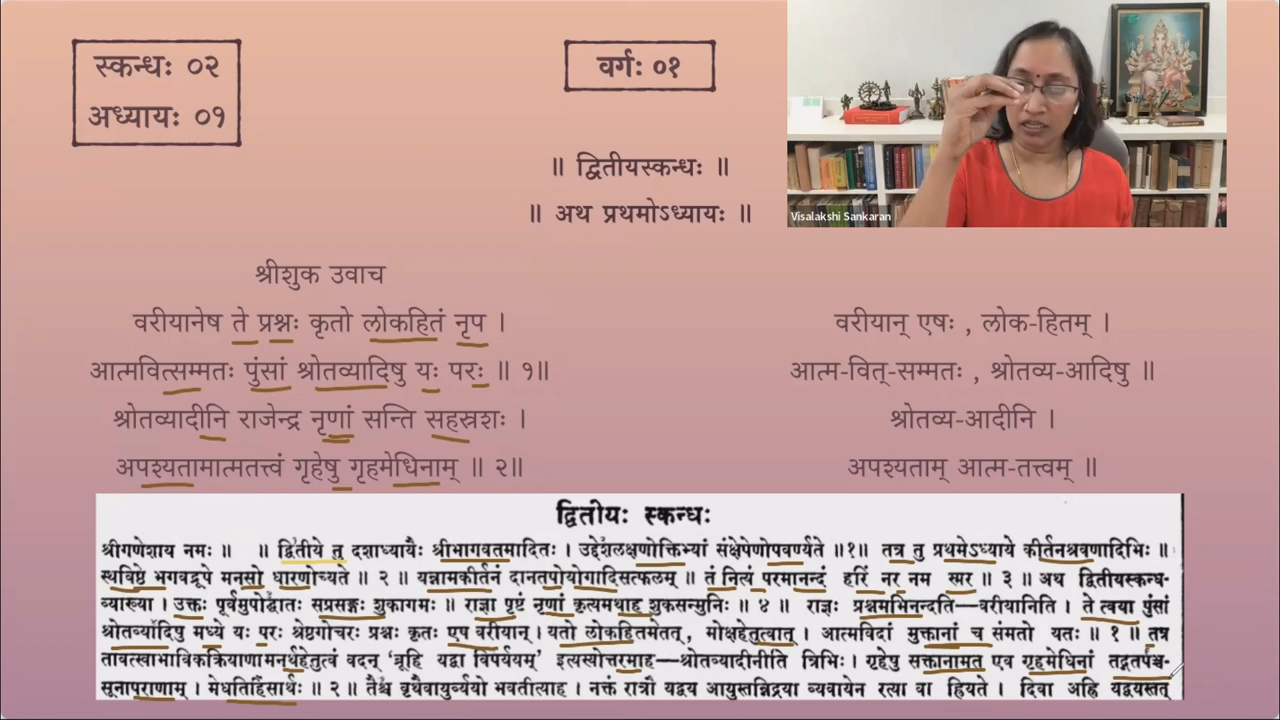 स्कन्धः ०२
अध्यायः ०१
वर्गः ०१
॥ द्वितीयस्कन्धः ॥
॥ अथ प्रथमोऽध्यायः ॥
Visalakshi Sankaran
श्रीशुक उवाच
वरीयानेष ते प्रश्नः कृतो लोकहितं नृप ।
आत्मवित्सम्मतः पुंसां श्रोतव्यादिषु यः परः ॥ १॥
श्रोतव्यादीनि राजेन्द्र नृणां सन्ति सहस्रशः ।
अपश्यतामात्मतत्त्वं गृहेषु गृहमेधिनाम् ॥ २॥
वरीयान् एषः , लोक-हितम् ।
आत्म-वित्-सम्मतः , श्रोतव्य-आदिषु ॥
श्रोतव्य-आदीनि ।
अपश्यताम् आत्म-तत्त्वम् ॥
द्वितीयः स्कन्धः
श्रीगणेशाय नमः ॥ ॥ द्वितीये तु दशाध्यायैः श्रीभागवतमादितः । उद्देशलक्षणोक्तिभ्यां संक्षेपेणोपवर्ण्यते ॥१॥ तत्र तु प्रथमेऽध्याये कीर्तनश्रवणादिभिः ॥
स्थविष्ठे भगवद्रूपे मनसो धारणोच्यते ॥ २ ॥ यन्नामकीर्तनं दानतपोयोगादिसत्फलम् ॥ तं नित्यं परमानन्दं हरिं नर नम स्मर ॥ ३ ॥ अथ द्वितीयस्कन्ध-
व्याख्या । उक्तः पूर्वमुपोद्घातः सप्रसङ्गः शुकागमः ॥ राज्ञा पृष्टं नृणां कृत्यमथाह शुकसन्मुनिः ॥ ४ ॥ राज्ञः प्रश्नमभिनन्दति—वरीयानिति । ते त्वया पुंसां
श्रोतव्यादिषु मध्ये यः परः श्रेष्ठगोचरः प्रश्नः कृतः एष वरीयान् । यतो लोकहितमेतत्, मोक्षहेतुत्वात् । आत्मविदां मुक्तानां च संमतो यतः ॥ १ ॥ तत्र
तावत्स्वाभाविकक्रियाणामनर्थहेतुत्वं वदन् 'ब्रूहि यद्वा विपर्ययम्' इत्यस्योत्तरमाह—श्रोतव्यादीनीति त्रिभिः । गृहेषु सक्तानामत एव गृहमेधिनां तद्गतपञ्च-
सूनापराणाम् । मेधतिर्हिंसार्थः ॥ २ ॥ तैश्च वृथैवायुर्व्ययो भवतीत्याह । नक्तं रात्रौ यद्वय आयुस्तन्निद्रया व्यवायेन रत्या वा ह्रियते । दिवा अह्नि यद्वयस्तत्